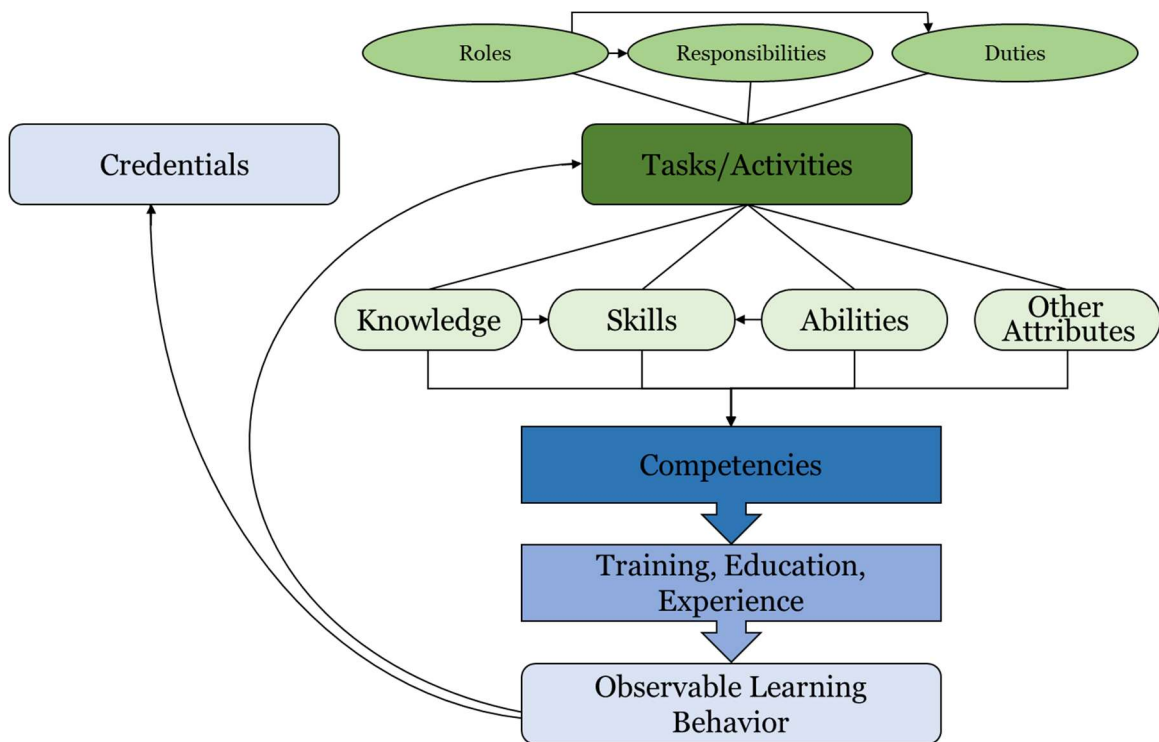 Roles
Responsibilities
Duties
Credentials
Tasks/Activities
Knowledge
Skills
Abilities
Other
Attributes
Competencies
Training, Education,
Experience
Observable Learning
Behavior